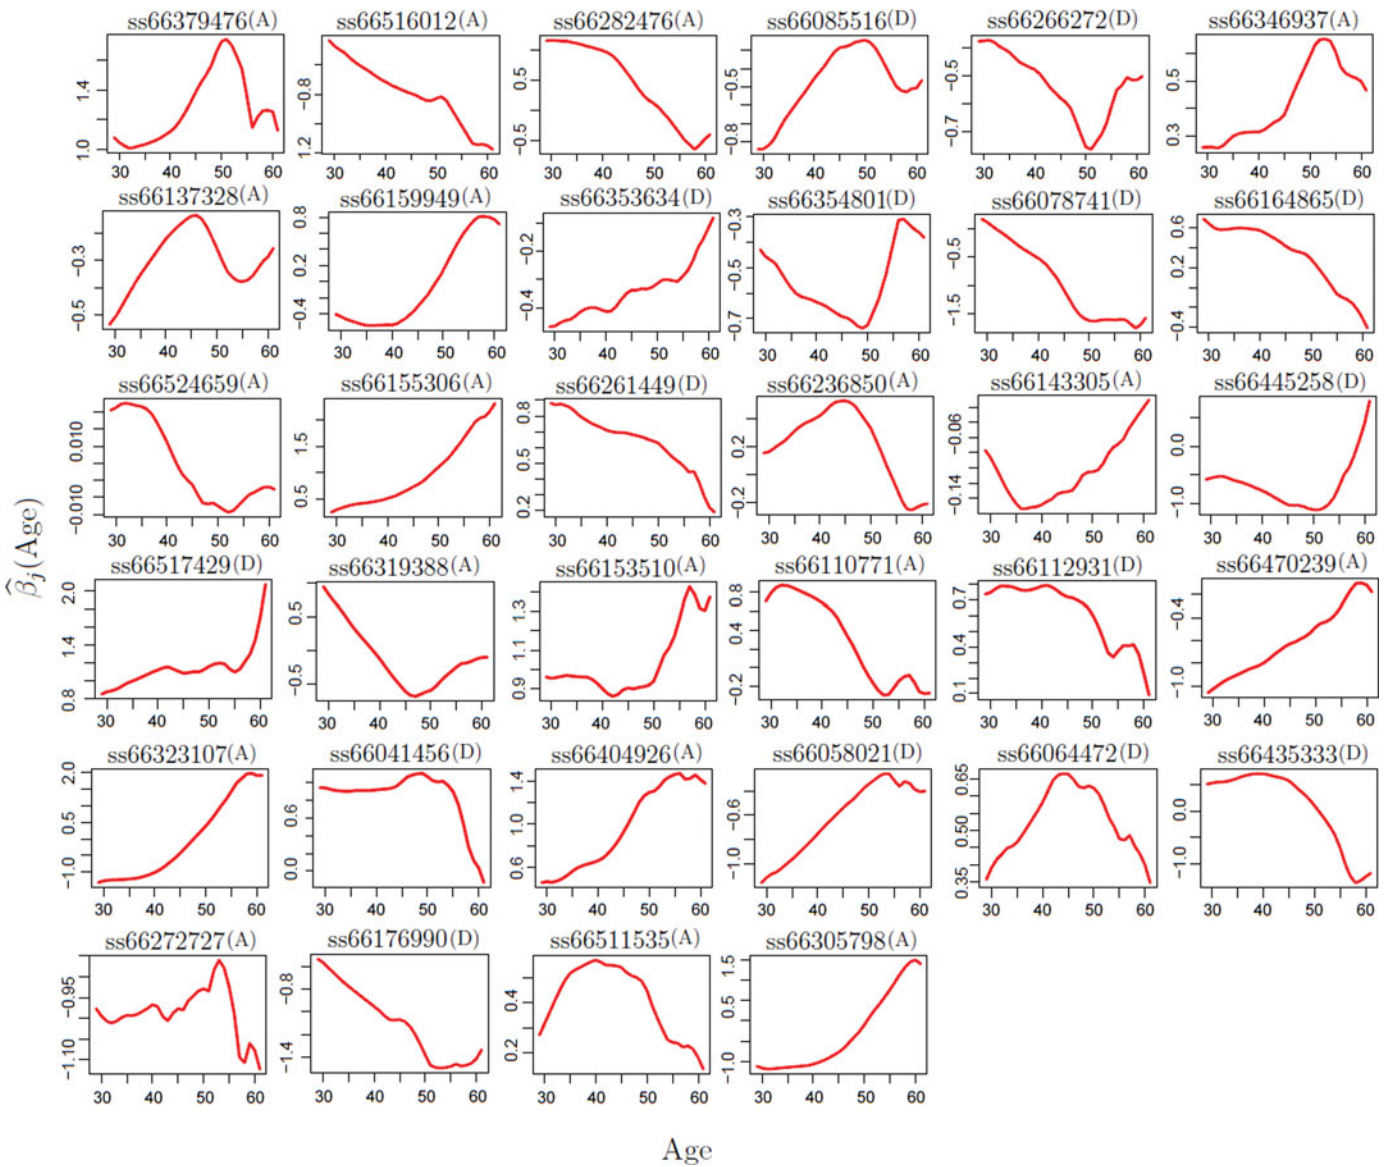 ss66379476(A) ss66516012(A) ss66282476(A) ss66085516(D) ss66266272(D) ss66346937(A)
1.0 1.4 1.2 −0.8 −0.5 0.5 −0.8 −0.5 −0.7 −0.5 0.3 0.5
30 40 50 60 30 40 50 60 30 40 50 60 30 40 50 60 30 40 50 60 30 40 50 60
ss66137328(A) ss66159949(A) ss66353634(D) ss66354801(D) ss66078741(D) ss66164865(D)
−0.5 −0.3 −0.4 0.2 0.8 −0.4 −0.2 −0.7 −0.5 −0.3 −1.5 −0.5 −0.4 0.2 0.6
30 40 50 60 30 40 50 60 30 40 50 60 30 40 50 60 30 40 50 60 30 40 50 60
ss66524659(A) ss66155306(A) ss66261449(D) ss66236850(A) ss66143305(A) ss66445258(D)
−0.010 0.010 0.5 1.5 0.2 0.5 0.8 −0.2 0.2 −0.14 −0.06 −1.0 0.0
30 40 50 60 30 40 50 60 30 40 50 60 30 40 50 60 30 40 50 60 30 40 50 60
ss66517429(D) ss66319388(A) ss66153510(A) ss66110771(A) ss66112931(D) ss66470239(A)
0.8 1.4 2.0 −0.5 0.5 0.9 1.1 1.3 −0.2 0.4 0.8 0.1 0.4 0.7 −1.0 −0.4
30 40 50 60 30 40 50 60 30 40 50 60 30 40 50 60 30 40 50 60 30 40 50 60
ss66323107(A) ss66041456(D) ss66404926(A) ss66058021(D) ss66064472(D) ss66435333(D)
−1.0 0.5 2.0 0.0 0.6 0.6 1.0 1.4 −1.0 −0.6 0.35 0.50 0.65 −1.0 0.0
30 40 50 60 30 40 50 60 30 40 50 60 30 40 50 60 30 40 50 60 30 40 50 60
ss66272727(A) ss66176990(D) ss66511535(A) ss66305798(A)
−1.10 −0.95 −1.4 −0.8 0.2 0.4 −1.0 0.5 1.5
30 40 50 60 30 40 50 60 30 40 50 60 30 40 50 60
β̂j(Age)
Age